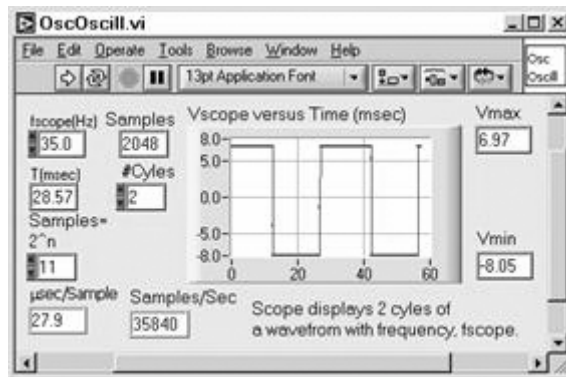 OscOscill.vi
File Edit Operate Tools Browse Window Help
13pt Application Font
Osc
Oscill
fscope(Hz) Samples Vscope versus Time (msec) Vmax
35.0 2048 6.97
T(msec) #Cyles
28.57 2
Samples=
2^n
11
8.0
5.0
0.0
-5.0
-8.0
0 20 40 60
Vmin
-8.05
µsec/Sample Samples/Sec
27.9 35840
Scope displays 2 cyles of
a wavefrom with frequency, fscope.